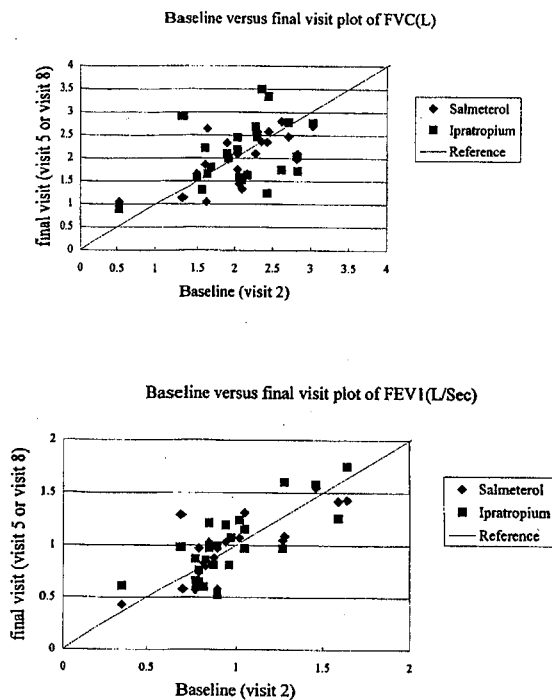 Baseline versus final visit plot of FVC(L)
final visit (visit 5 or visit 8)
4
3.5
3
2.5
2
1.5
1
0.5
0
0 0.5 1 1.5 2 2.5 3 3.5 4
Baseline (visit 2)
Salmeterol
Ipratropium
Reference
Baseline versus final visit plot of FEV1(L/Sec)
final visit (visit 5 or visit 8)
2
1.5
1
0.5
0
0 0.5 1 1.5 2
Baseline (visit 2)
Salmeterol
Ipratropium
Reference